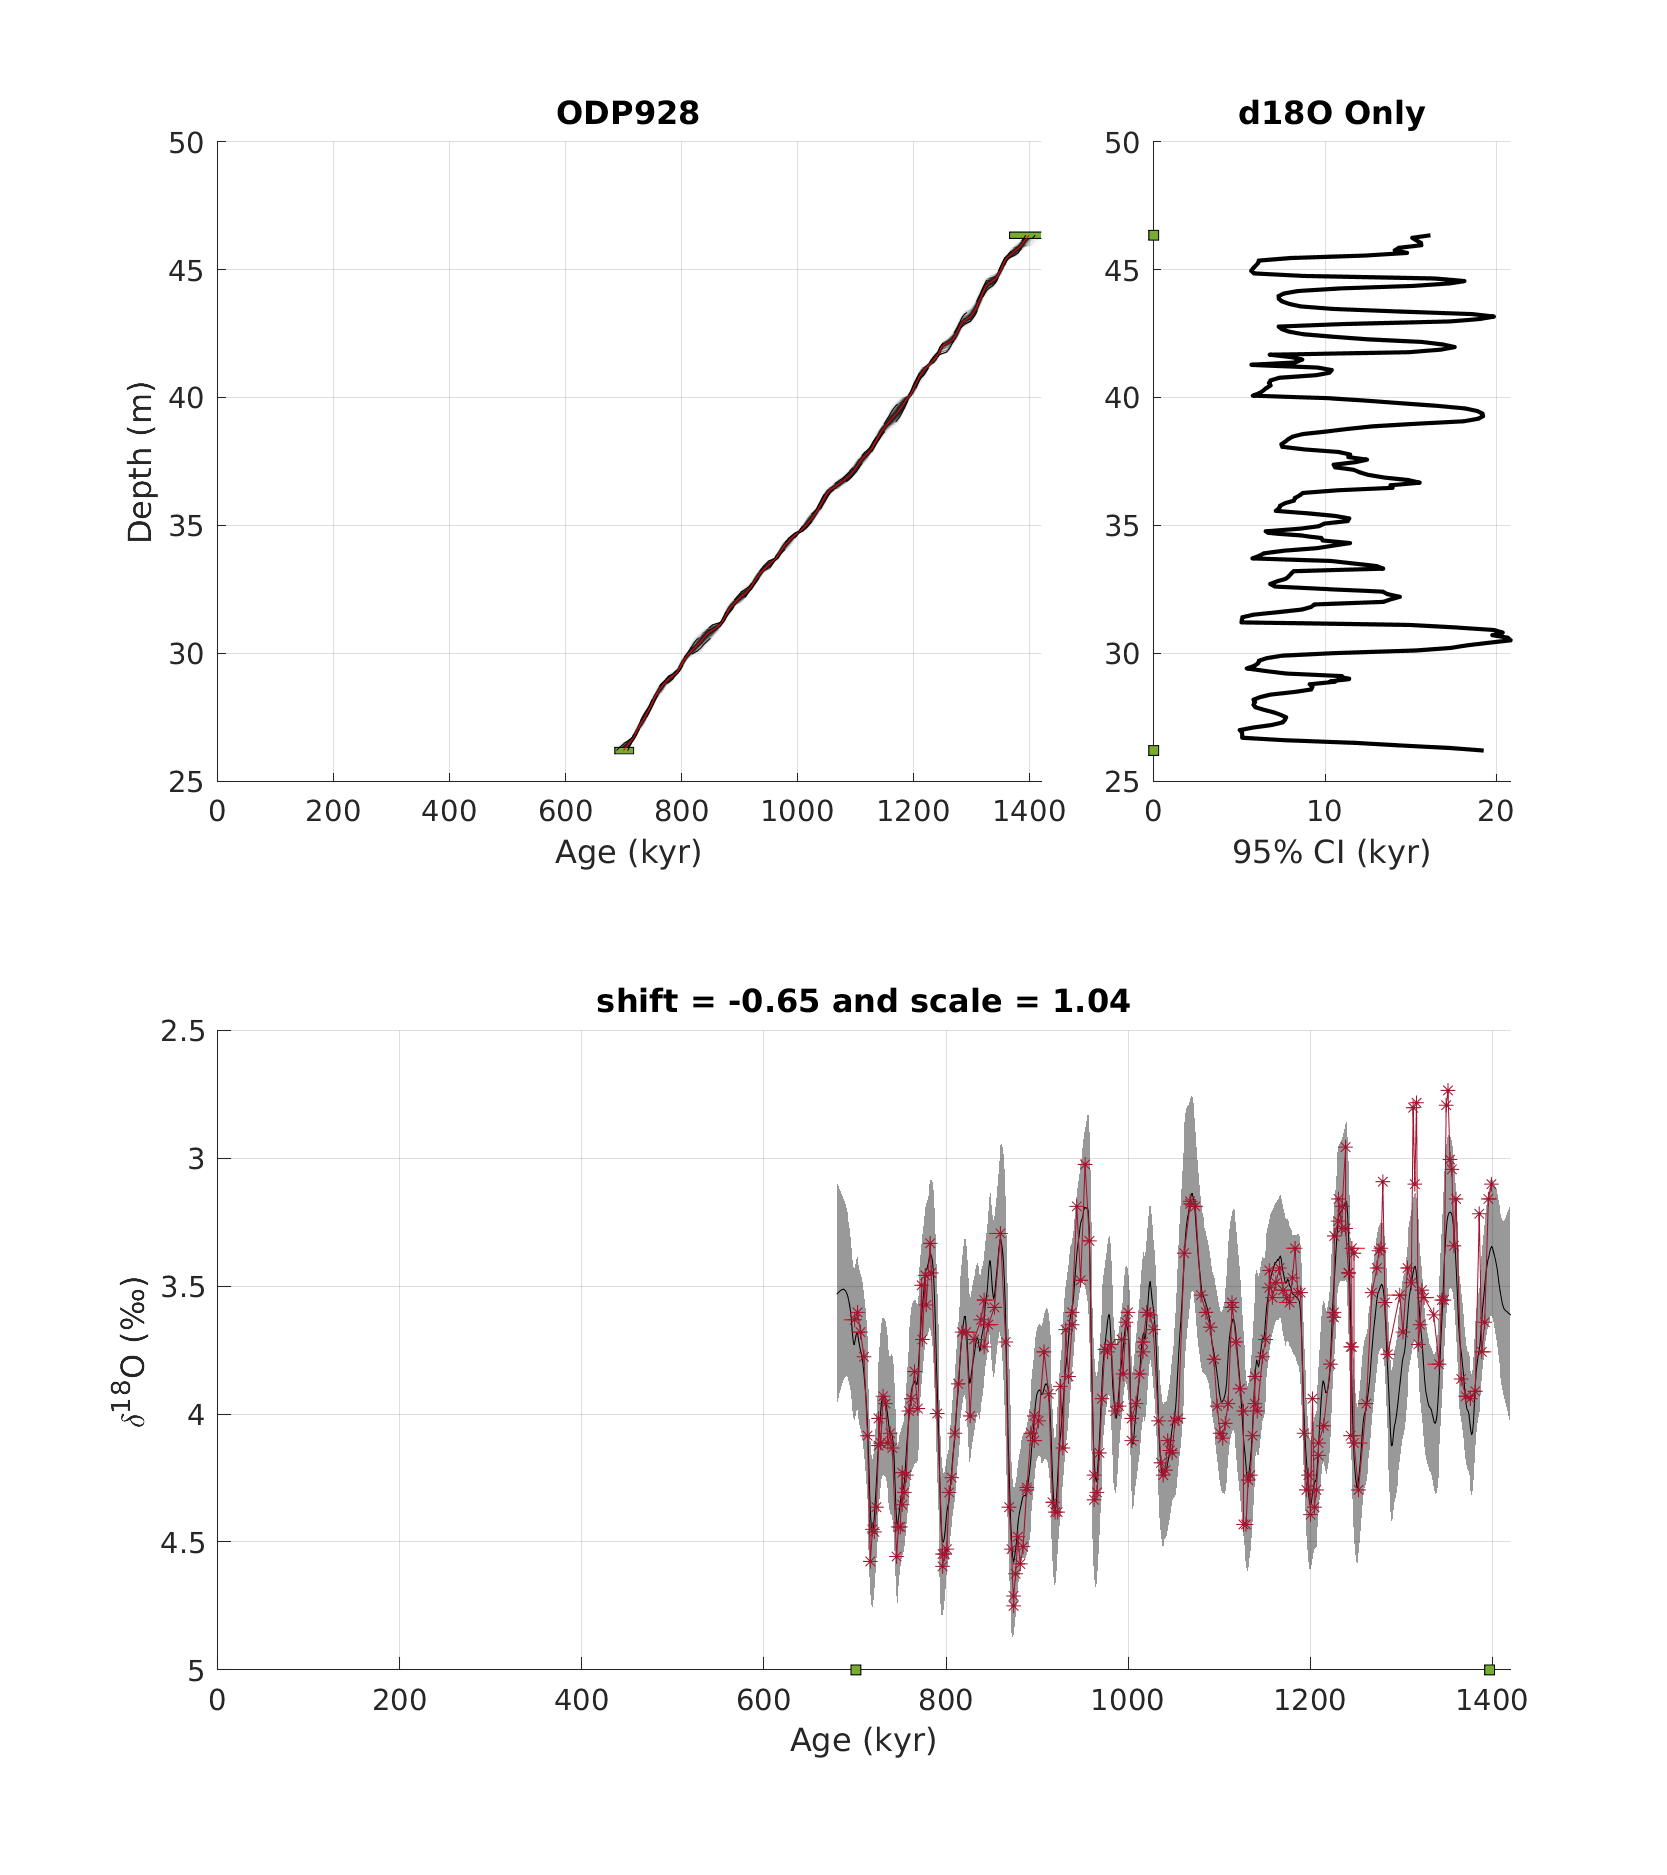 ODP928
d18O Only
50
45
40
35
30
25
Depth (m)
0 200 400 600 800 1000 1200 1400
Age (kyr)
50
45
40
35
30
25
0 10 20
95% CI (kyr)
shift = -0.65 and scale = 1.04
2.5
3
3.5
4
4.5
5
δ¹⁸O (‰)
0 200 400 600 800 1000 1200 1400
Age (kyr)